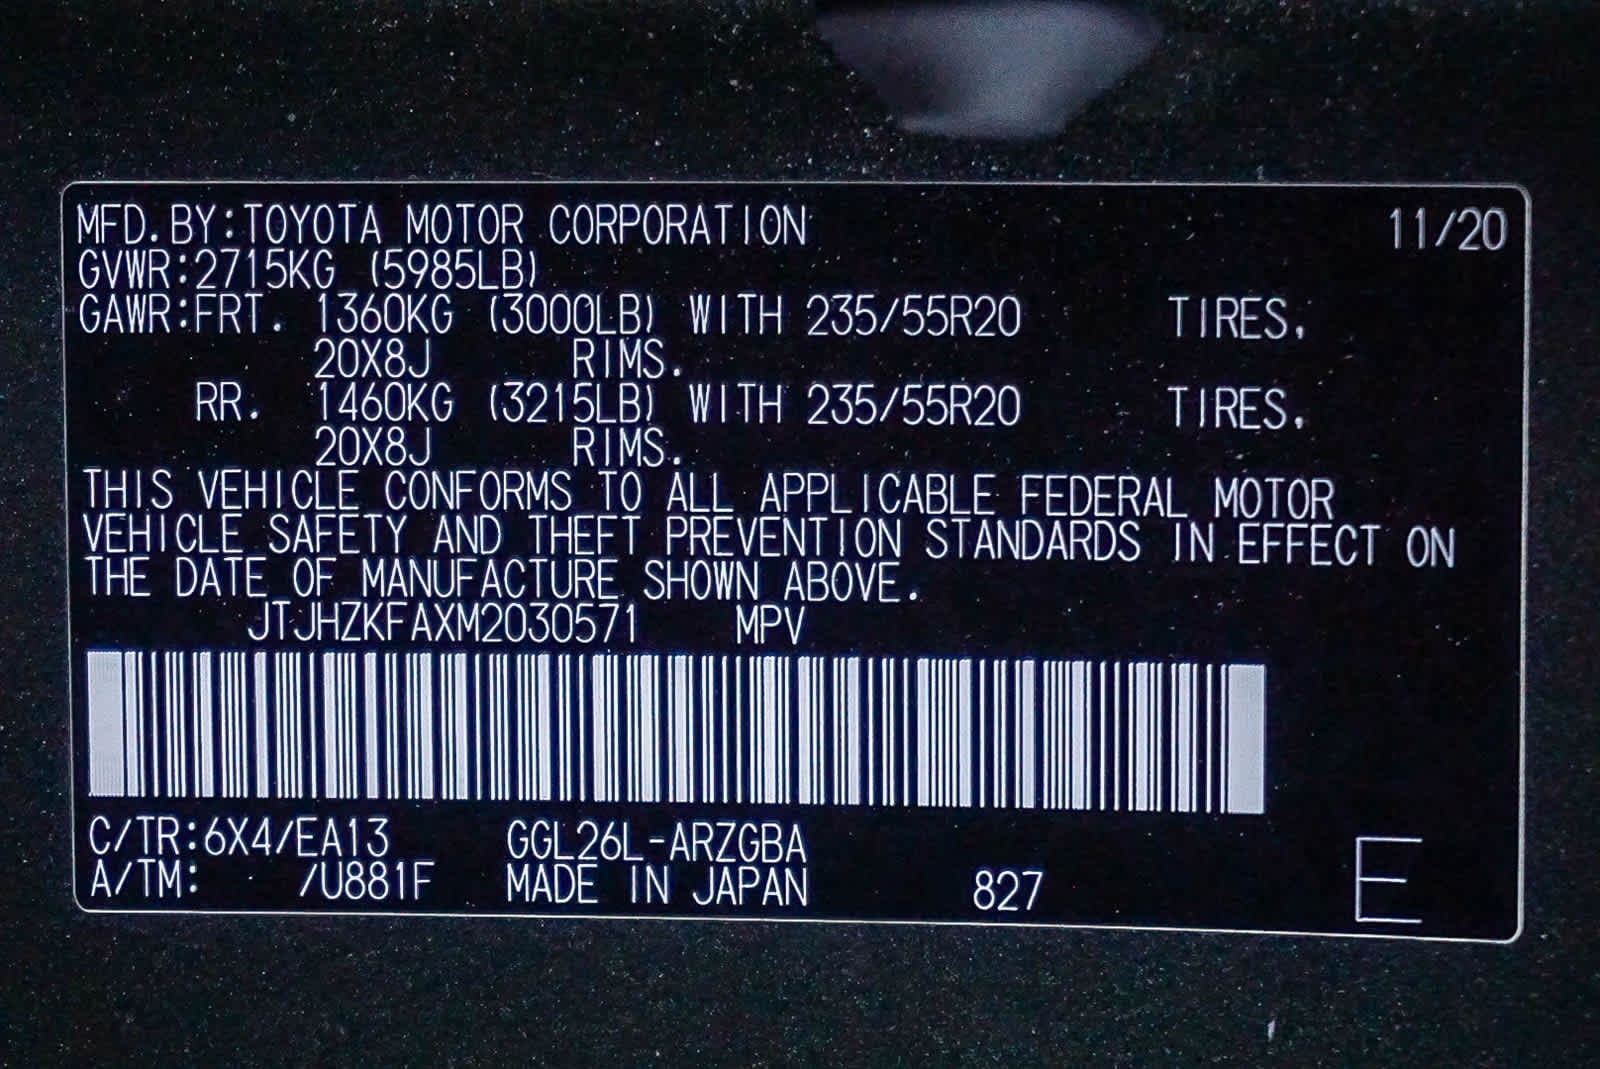 MFD.BY:TOYOTA MOTOR CORPORATION 11/20
GVWR:2715KG (5985LB)
GAWR:FRT. 1360KG (3000LB) WITH 235/55R20 TIRES,
20X8J RIMS.
RR. 1460KG (3215LB) WITH 235/55R20 TIRES,
20X8J RIMS.
THIS VEHICLE CONFORMS TO ALL APPLICABLE FEDERAL MOTOR
VEHICLE SAFETY AND THEFT PREVENTION STANDARDS IN EFFECT ON
THE DATE OF MANUFACTURE SHOWN ABOVE.
JTJHZKFAXM2030571 MPV
C/TR:6X4/EA13 GGL26L-ARZGBA
A/TM: /U881F MADE IN JAPAN 827 E